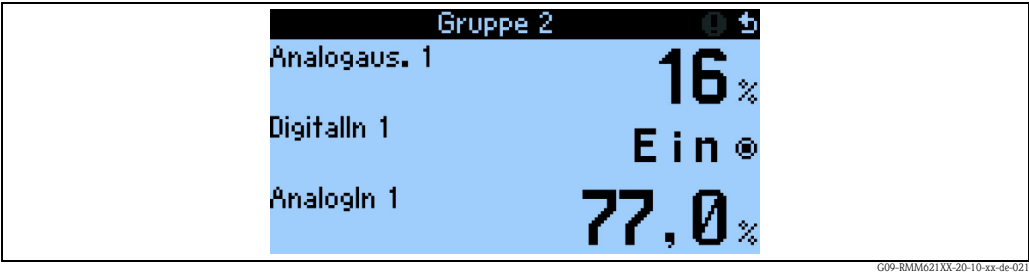 Gruppe 2
Analogaus. 1 16 %
DigitalIn 1 Ein
AnalogIn 1 77,0 %
G09-RMM621XX-20-10-xx-de-021